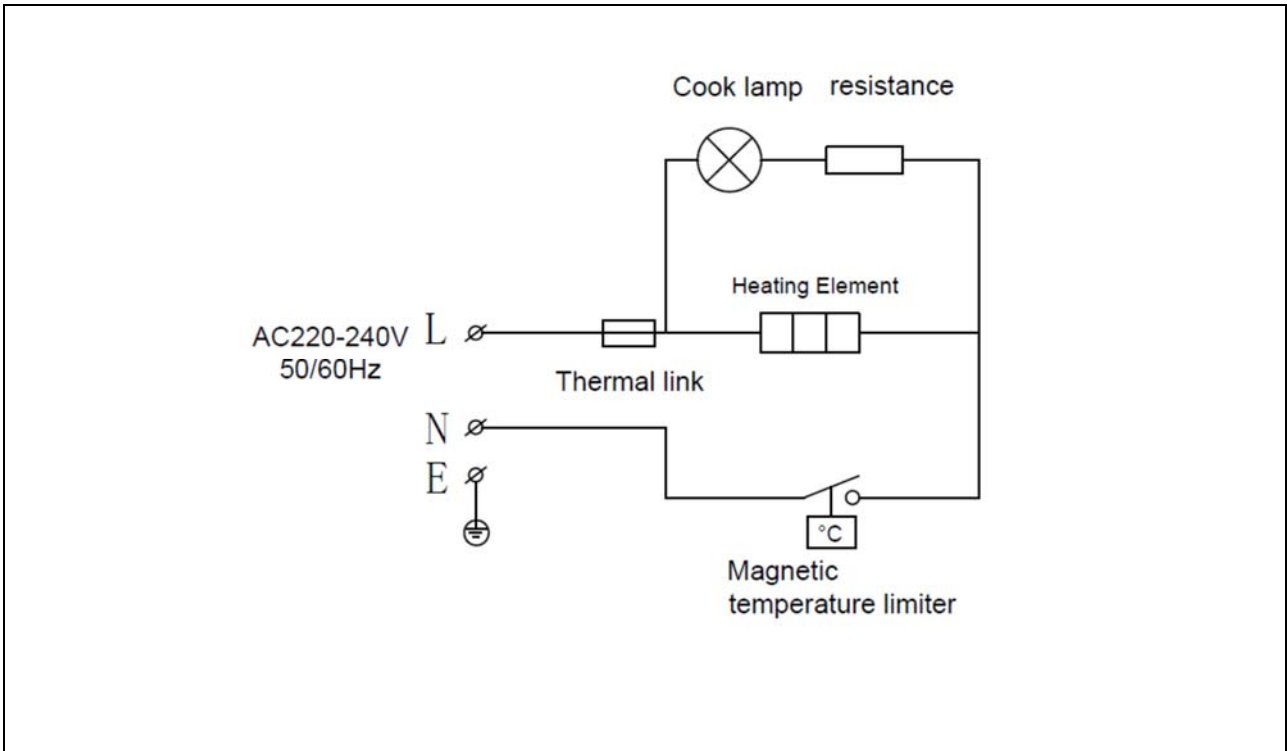 Cook lamp resistance
Heating Element
AC220-240V L
50/60Hz
Thermal link
N
E
°C
Magnetic
temperature limiter